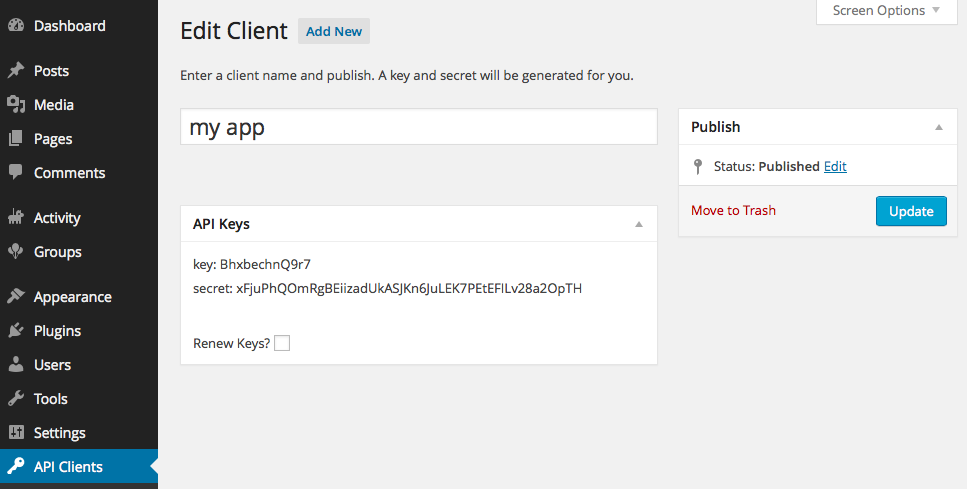 Screen Options
Dashboard
Posts
Media
Pages
Comments
Activity
Groups
Appearance
Plugins
Users
Tools
Settings
API Clients
Edit Client Add New
Enter a client name and publish. A key and secret will be generated for you.
my app
API Keys
key: BhxbechnQ9r7
secret: xFjuPhQOmRgBEiizadUkASJKn6JuLEK7PEtEFILv28a2OpTH
Renew Keys?
Publish
Status: Published Edit
Move to Trash Update